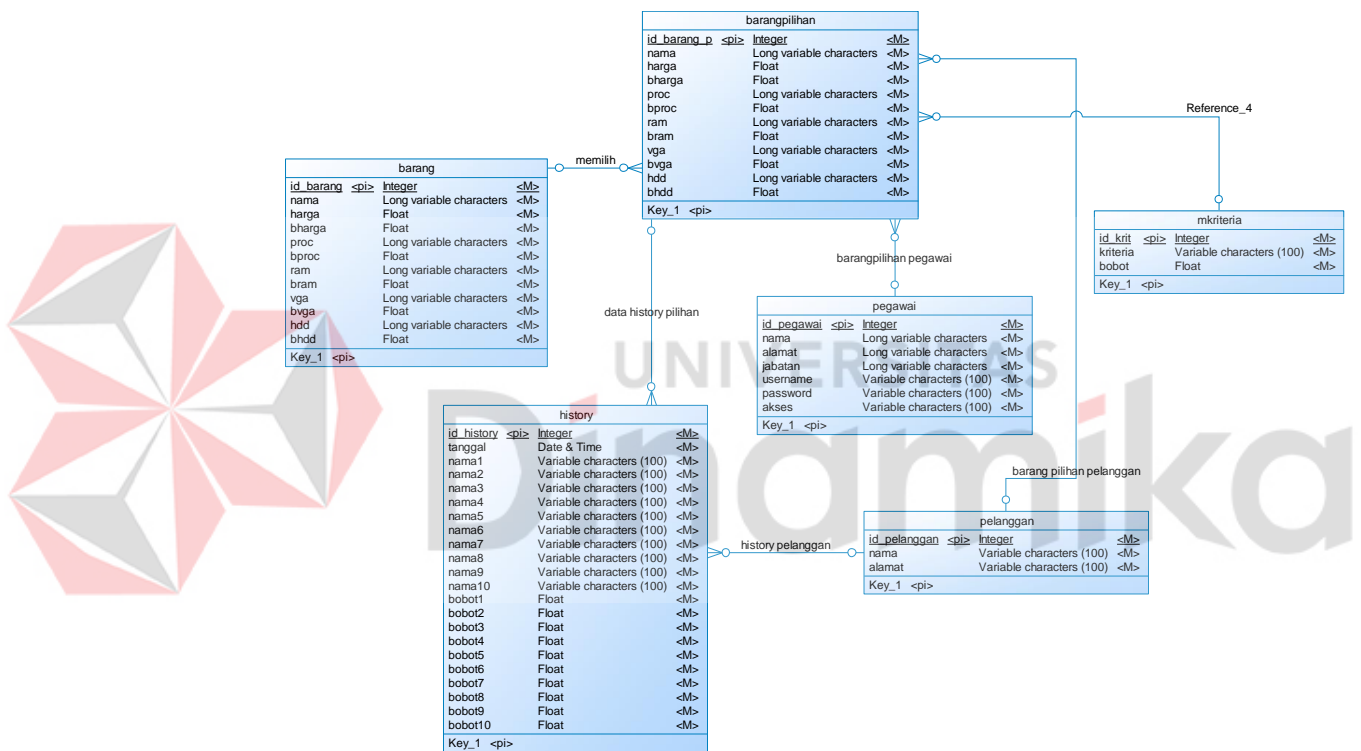 barangpilihan
id_barang_p <pi> Integer <M>
nama Long variable characters <M>
harga Float <M>
bharga Float <M>
proc Long variable characters <M>
bproc Float <M>
ram Long variable characters <M>
bram Float <M>
vga Long variable characters <M>
bvga Float <M>
hdd Long variable characters <M>
bhdd Float <M>
Key_1 <pi>
Reference_4
memilih
barang
id_barang <pi> Integer <M>
nama Long variable characters <M>
harga Float <M>
bharga Float <M>
proc Long variable characters <M>
bproc Float <M>
ram Long variable characters <M>
bram Float <M>
vga Long variable characters <M>
bvga Float <M>
hdd Long variable characters <M>
bhdd Float <M>
Key_1 <pi>
mkriteria
id_krit <pi> Integer <M>
kriteria Variable characters (100) <M>
bobot Float <M>
Key_1 <pi>
barangpilihan pegawai
data history pilihan
pegawai
id_pegawai <pi> Integer <M>
nama Long variable characters <M>
alamat Long variable characters <M>
jabatan Long variable characters <M>
username Variable characters (100) <M>
password Variable characters (100) <M>
akses Variable characters (100) <M>
Key_1 <pi>
UNIVERSITAS
Dinamika
history
id_history <pi> Integer <M>
tanggal Date & Time <M>
nama1 Variable characters (100) <M>
nama2 Variable characters (100) <M>
nama3 Variable characters (100) <M>
nama4 Variable characters (100) <M>
nama5 Variable characters (100) <M>
nama6 Variable characters (100) <M>
nama7 Variable characters (100) <M>
nama8 Variable characters (100) <M>
nama9 Variable characters (100) <M>
nama10 Variable characters (100) <M>
bobot1 Float <M>
bobot2 Float <M>
bobot3 Float <M>
bobot4 Float <M>
bobot5 Float <M>
bobot6 Float <M>
bobot7 Float <M>
bobot8 Float <M>
bobot9 Float <M>
bobot10 Float <M>
Key_1 <pi>
barang pilihan pelanggan
history pelanggan
pelanggan
id_pelanggan <pi> Integer <M>
nama Variable characters (100) <M>
alamat Variable characters (100) <M>
Key_1 <pi>